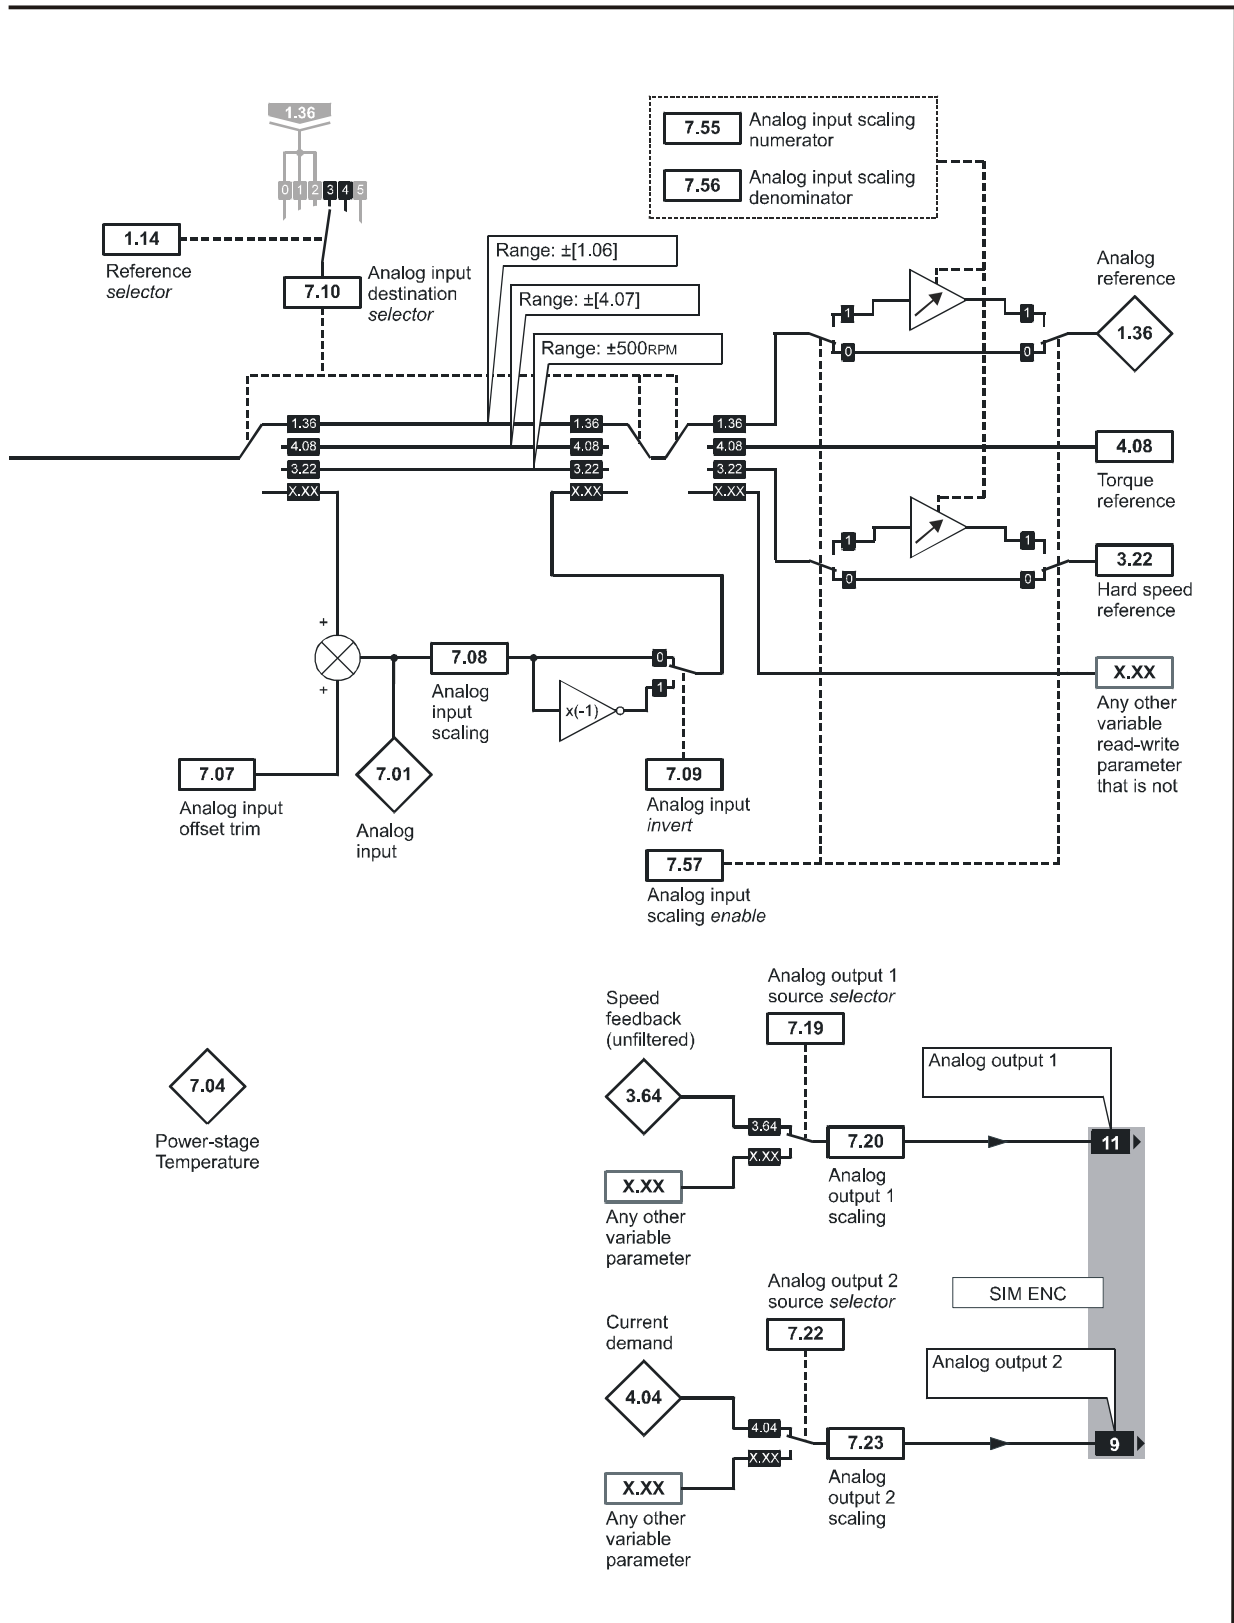 1.36
0 1 2 3 4 5
1.14
Reference
selector
7.10
Analog input
destination
selector
7.55
Analog input scaling
numerator
7.56
Analog input scaling
denominator
Range: ±[1.06]
Range: ±[4.07]
Range: ±500RPM
Analog
reference
1 1
1.36
0 0
1.36 1.36 1.36
4.08 4.08 4.08
4.08
3.22 3.22 3.22
X.XX X.XX X.XX
Torque
reference
1 1
3.22
0 0
Hard speed
reference
+
+
7.08
Analog
input
scaling
0
1
x(-1)
X.XX
Any other
variable
read-write
parameter
that is not
7.07
Analog input
offset trim
7.01
Analog
input
7.09
Analog input
invert
7.57
Analog input
scaling enable
7.04
Power-stage
Temperature
Speed
feedback
(unfiltered)
3.64
Analog output 1
source selector
7.19
3.64
X.XX
7.20
Analog
output 1
scaling
X.XX
Any other
variable
parameter
Analog output 1
11
SIM ENC
Current
demand
4.04
Analog output 2
source selector
7.22
4.04
X.XX
7.23
Analog
output 2
scaling
X.XX
Any other
variable
parameter
Analog output 2
9